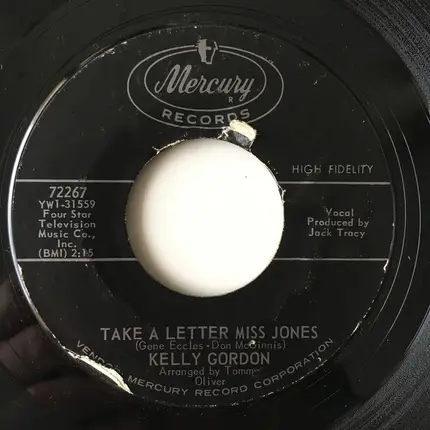 Mercury
R
RECORDS
HIGH FIDELITY
72267
YW1-31559
Four Star
Television
Music Co.,
Inc.
(BMI) 2:15
Vocal
Produced by
Jack Tracy
TAKE A LETTER MISS JONES
(Gene Eccles - Don McGinnis)
KELLY GORDON
Arranged by Tommy
Oliver
VENDOR MERCURY RECORD CORPORATION